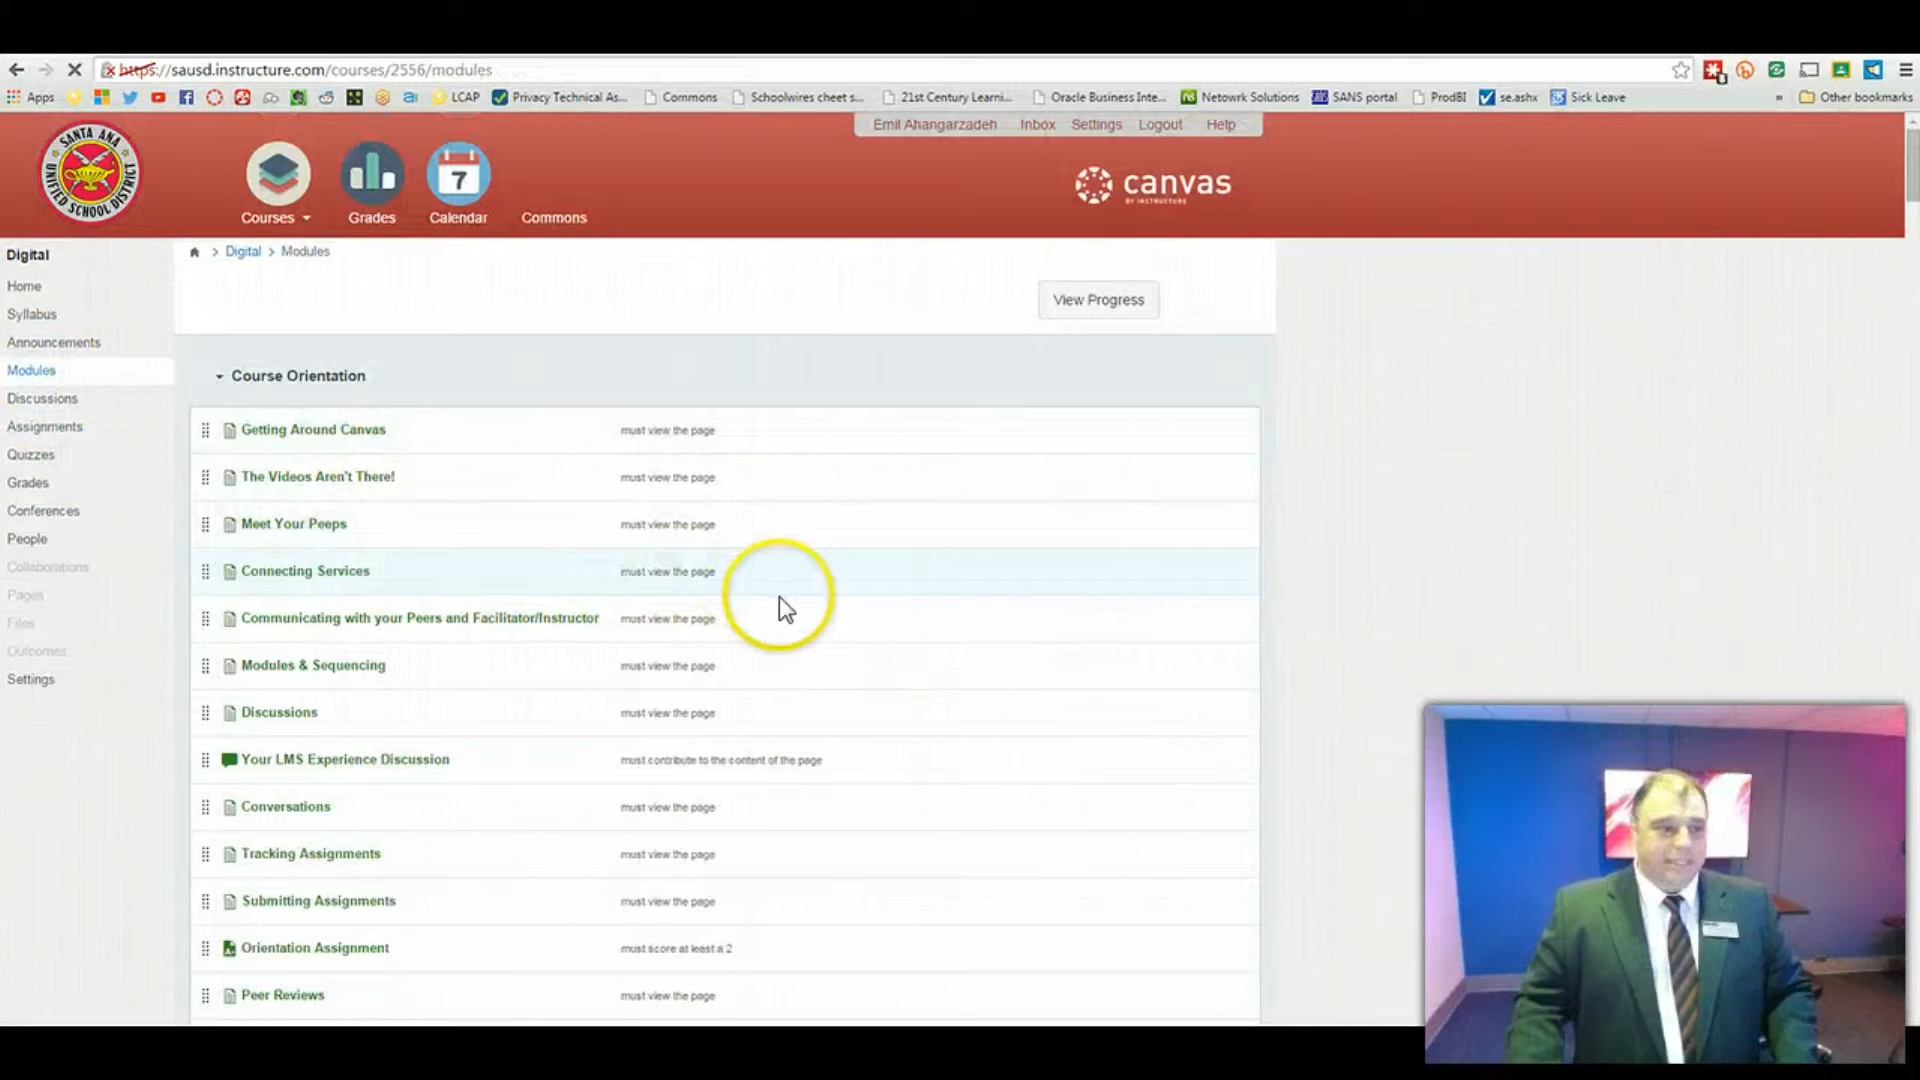 https://sausd.instructure.com/courses/2556/modules
Apps LCAP Privacy Technical As... Commons Schoolwires cheet s... 21st Century Learni... Oracle Business Inte... Netowrk Solutions SANS portal ProdBI se.ashx Sick Leave » Other bookmarks
Emil Ahangarzadeh Inbox Settings Logout Help
SANTA ANA
UNIFIED SCHOOL DISTRICT
7
canvas
BY INSTRUCTURE
Courses Grades Calendar Commons
Digital
> Digital > Modules
Home
View Progress
Syllabus
Announcements
Modules
Course Orientation
Discussions
Assignments
Getting Around Canvas must view the page
Quizzes
The Videos Aren't There! must view the page
Grades
Conferences
Meet Your Peeps must view the page
People
Collaborations
Connecting Services must view the page
Pages
Files
Communicating with your Peers and Facilitator/Instructor must view the page
Outcomes
Modules & Sequencing must view the page
Settings
Discussions must view the page
Your LMS Experience Discussion must contribute to the content of the page
Conversations must view the page
Tracking Assignments must view the page
Submitting Assignments must view the page
Orientation Assignment must score at least a 2
Peer Reviews must view the page